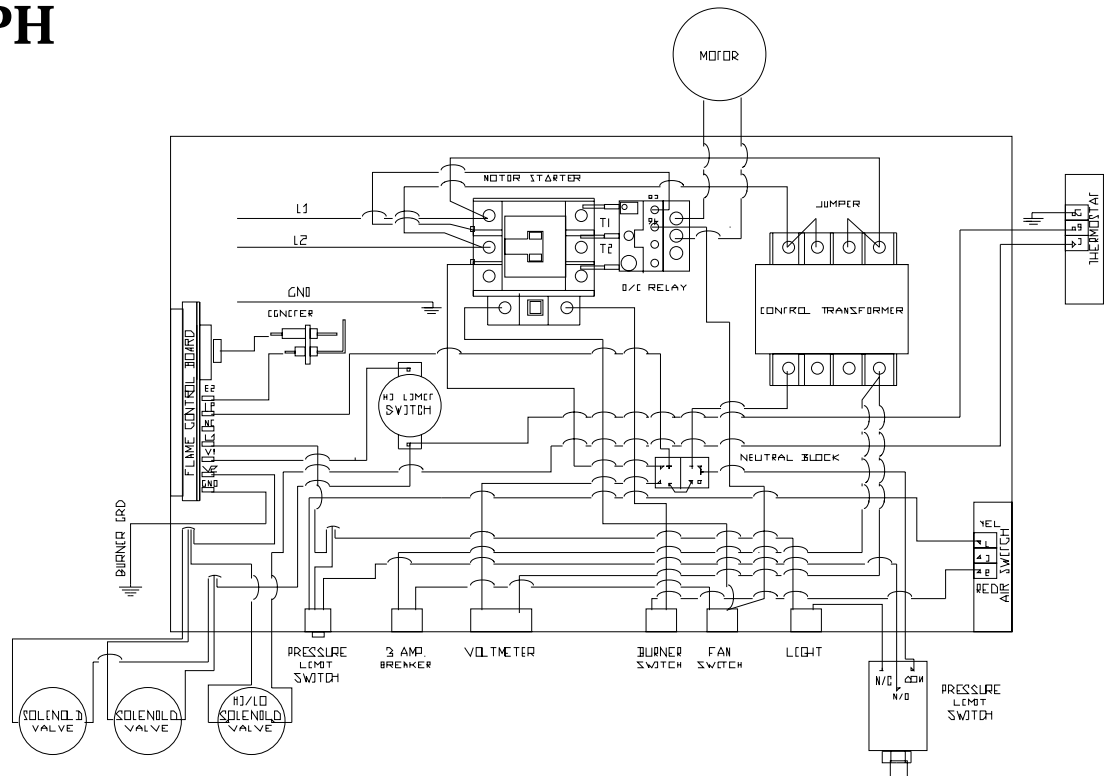 PH
MOTOR
MOTOR STARTER
L1
L2
T1
T2
JUMPER
O/C RELAY
THERMOSTAT
GND
IGNITER
CONTROL TRANSFORMER
FLAME CONTROL BOARD
E2
HI LIMIT
SWITCH
GND
NEUTRAL BLOCK
BURNER GRD
YEL
RED
AIR SWITCH
PRESSURE
LIMIT
SWITCH
3 AMP.
BREAKER
VOLTMETER
BURNER
SWITCH
FAN
SWITCH
LIGHT
N/C
COM
N/O
PRESSURE
LIMIT
SWITCH
SOLENOID
VALVE
SOLENOID
VALVE
HI/LO
SOLENOID
VALVE